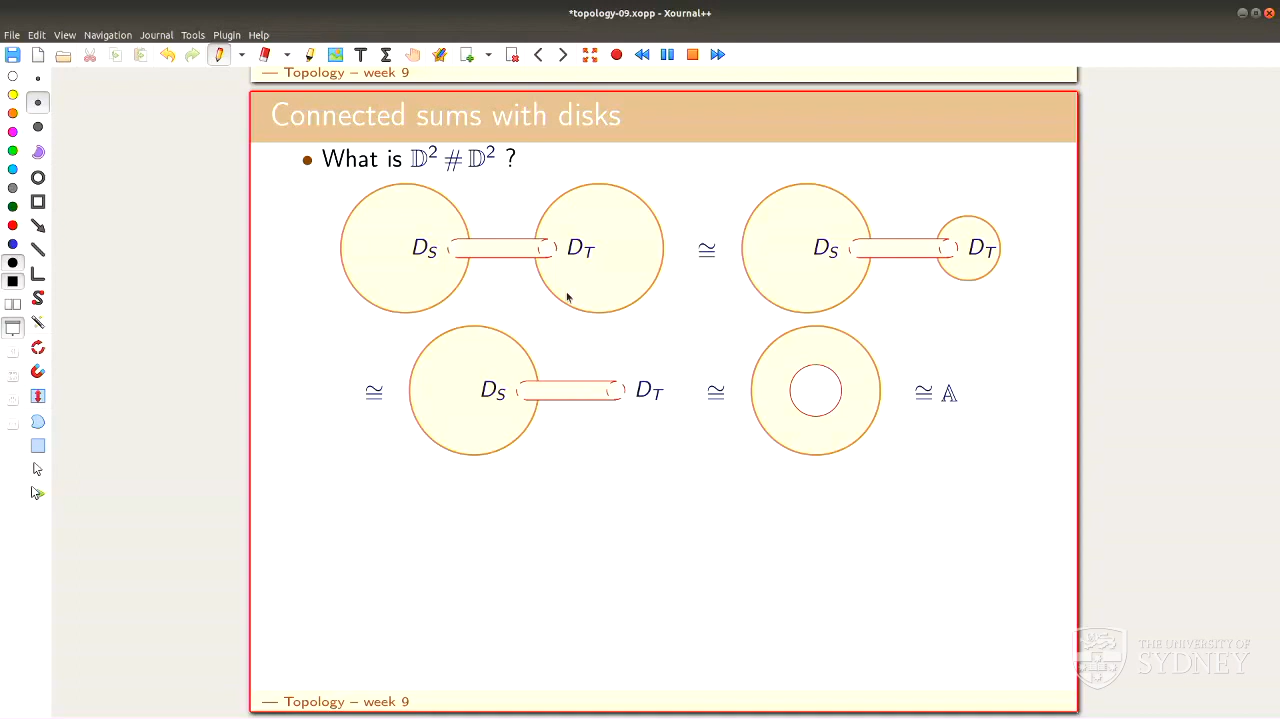 *topology-09.xopp - Xournal++
File Edit View Navigation Journal Tools Plugin Help
— Topology – week 9
Connected sums with disks
• What is 𝔻² # 𝔻² ?
D_S D_T ≅ D_S D_T
≅ D_S D_T ≅ ≅ 𝔸
THE UNIVERSITY OF
SYDNEY
— Topology – week 9